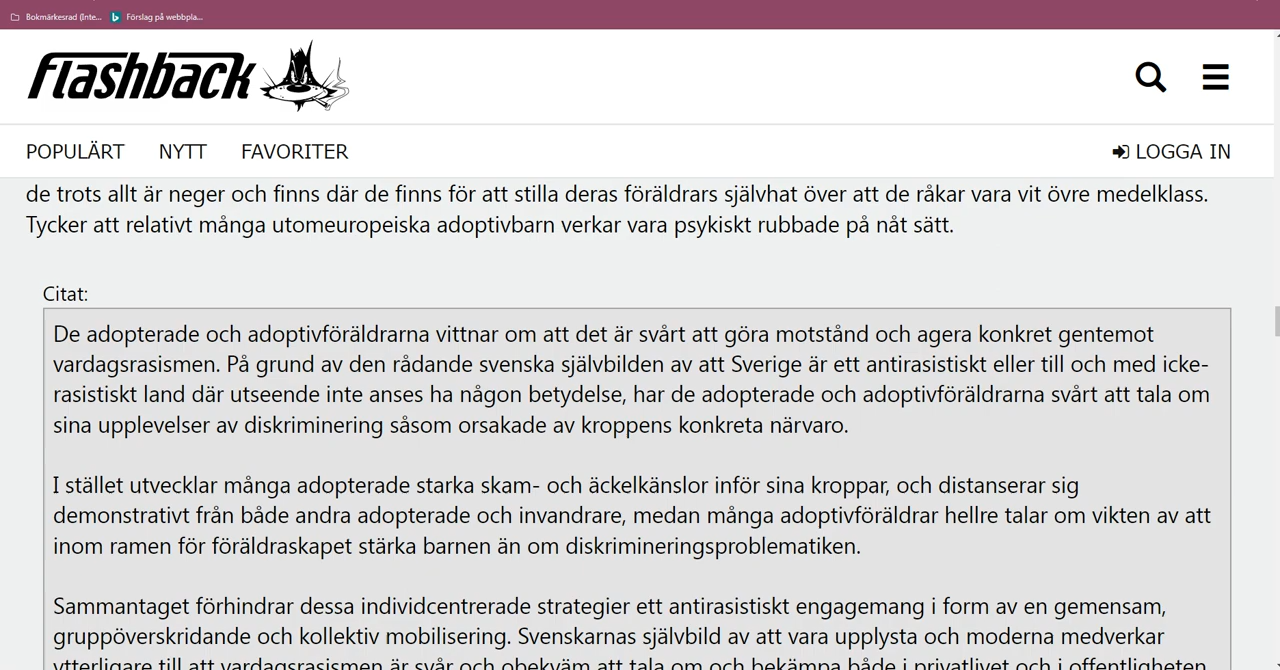 Bokmärkesrad (Inte...
Förslag på webbpla...
flashback
POPULÄRT NYTT FAVORITER LOGGA IN
de trots allt är neger och finns där de finns för att stilla deras föräldrars självhat över att de råkar vara vit övre medelklass.
Tycker att relativt många utomeuropeiska adoptivbarn verkar vara psykiskt rubbade på nåt sätt.
Citat:
De adopterade och adoptivföräldrarna vittnar om att det är svårt att göra motstånd och agera konkret gentemot
vardagsrasismen. På grund av den rådande svenska självbilden av att Sverige är ett antirasistiskt eller till och med icke-
rasistiskt land där utseende inte anses ha någon betydelse, har de adopterade och adoptivföräldrarna svårt att tala om
sina upplevelser av diskriminering såsom orsakade av kroppens konkreta närvaro.
I stället utvecklar många adopterade starka skam- och äckelkänslor inför sina kroppar, och distanserar sig
demonstrativt från både andra adopterade och invandrare, medan många adoptivföräldrar hellre talar om vikten av att
inom ramen för föräldraskapet stärka barnen än om diskrimineringsproblematiken.
Sammantaget förhindrar dessa individcentrerade strategier ett antirasistiskt engagemang i form av en gemensam,
gruppöverskridande och kollektiv mobilisering. Svenskarnas självbild av att vara upplysta och moderna medverkar
ytterligare till att vardagsrasismen är svår och obekväm att tala om och bekämpa både i privatlivet och i offentligheten